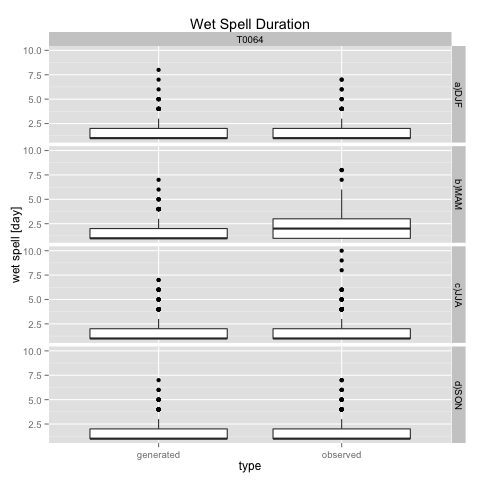 Wet Spell Duration
T0064
10.0
7.5
5.0
2.5
a)DJF
10.0
7.5
5.0
2.5
b)MAM
wet spell [day]
10.0
7.5
5.0
2.5
c)JJA
10.0
7.5
5.0
2.5
d)SON
generated
observed
type